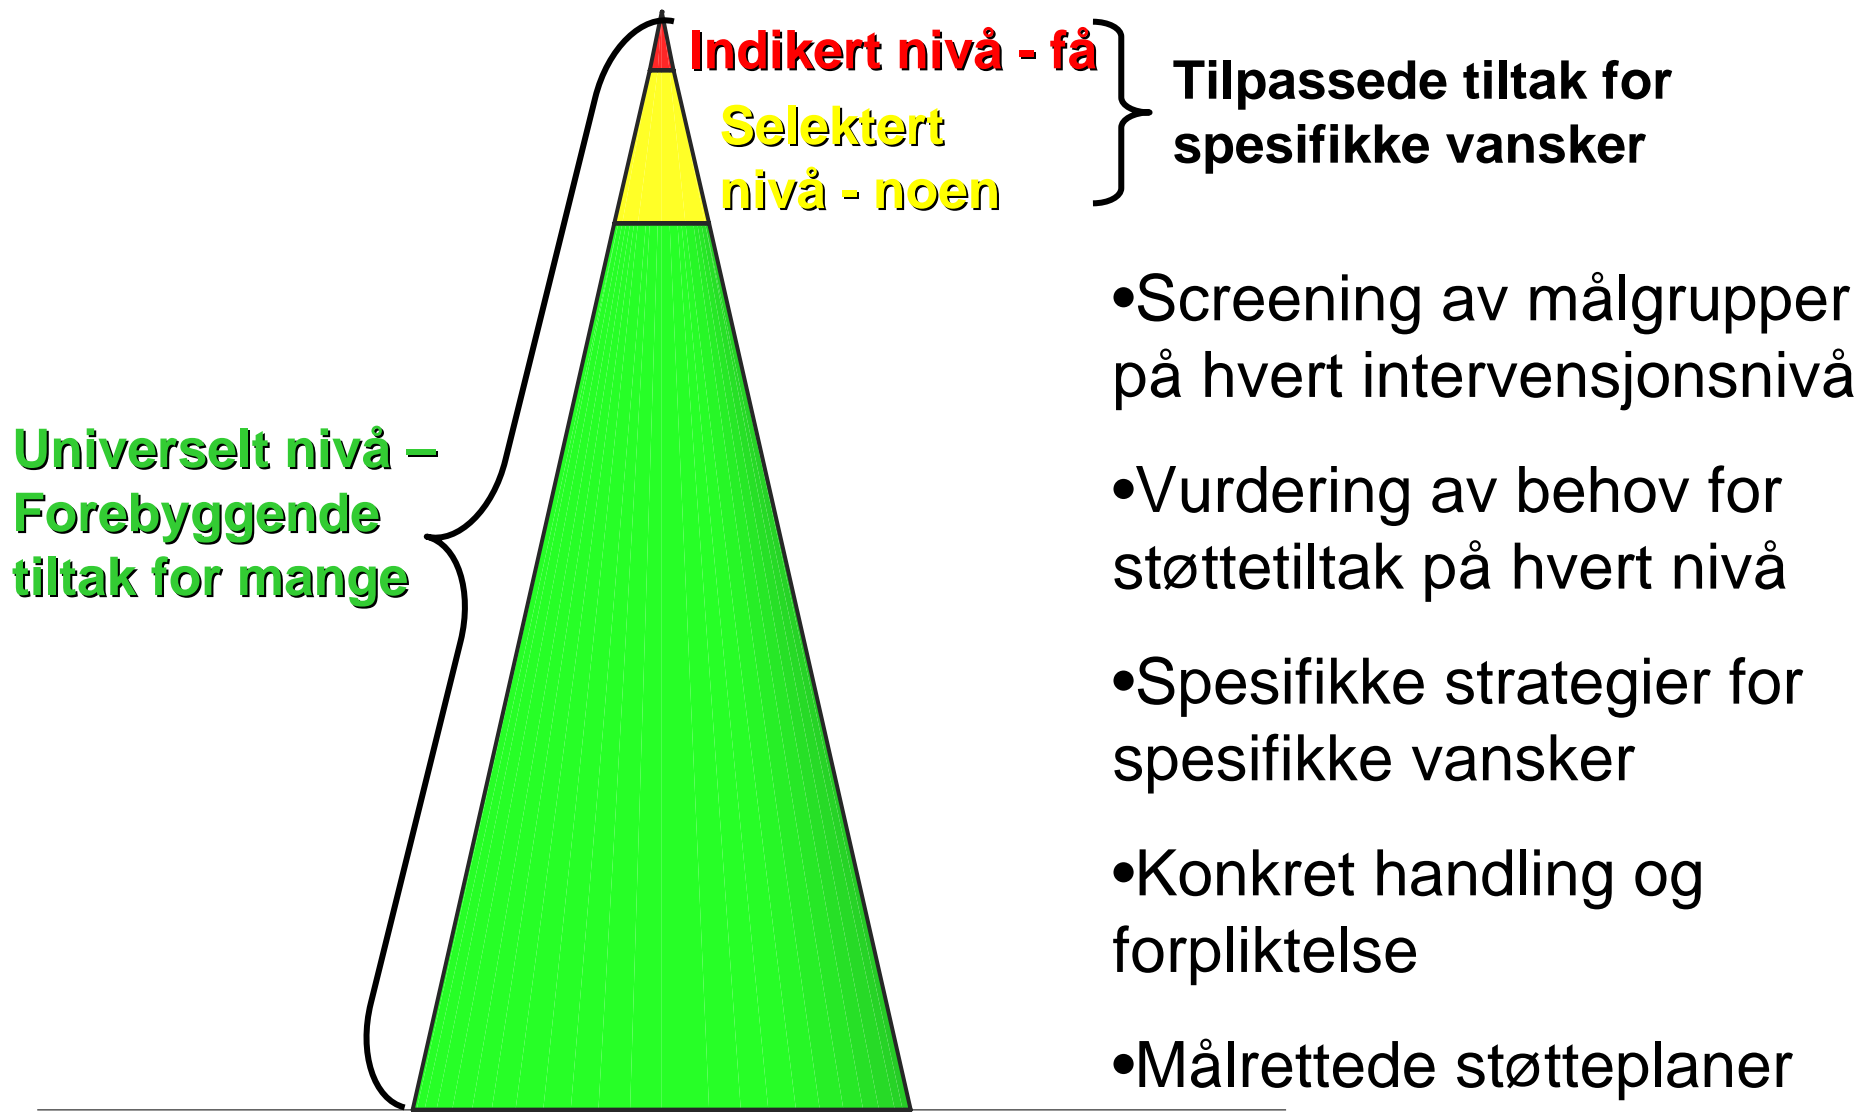 Indikert nivå - få
Selektert
nivå - noen
Tilpassede tiltak for
spesifikke vansker
Universelt nivå –
Forebyggende
tiltak for mange
•Screening av målgrupper
på hvert intervensjonsnivå
•Vurdering av behov for
støttetiltak på hvert nivå
•Spesifikke strategier for
spesifikke vansker
•Konkret handling og
forpliktelse
•Målrettede støtteplaner